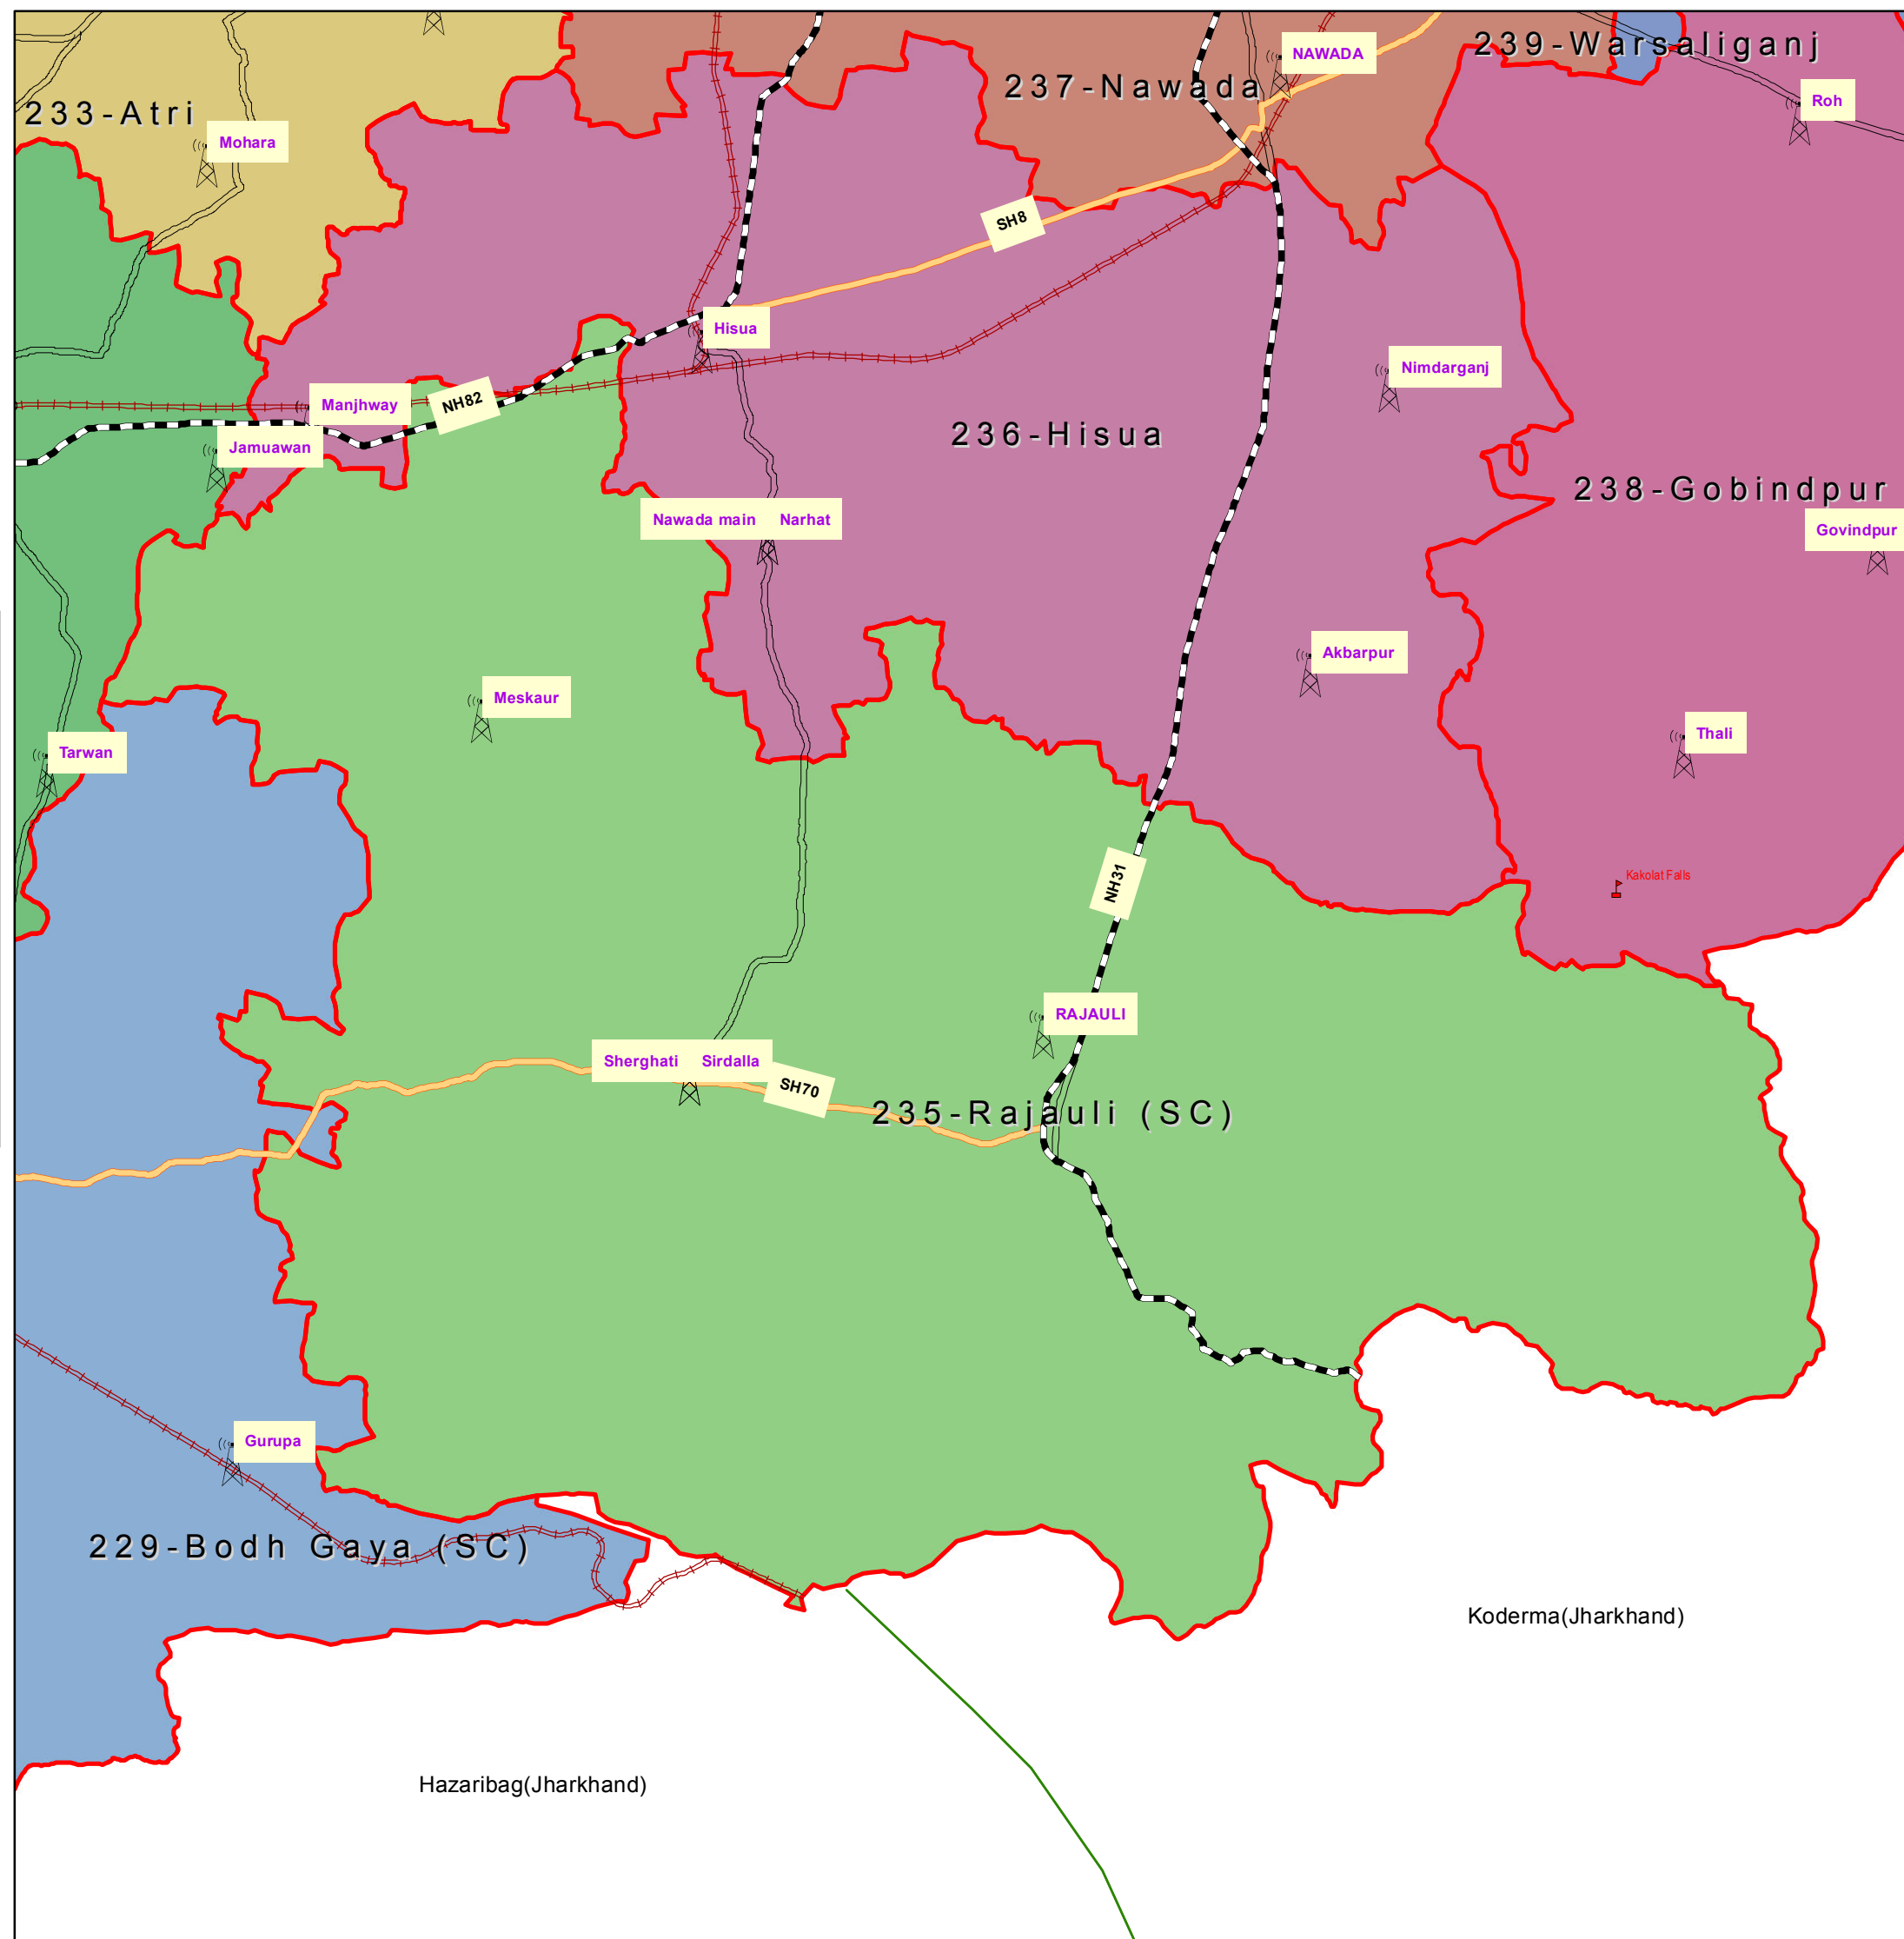 239-Warsaliganj
NAWADA
237-Nawada
Roh
233-Atri
Mohara
SH8
Hisua
Nimdarganj
Manjhway
NH82
236-Hisua
Jamuawan
238-Gobindpur
Nawada main Narhat
Govindpur
Akbarpur
Meskaur
Thali
Tarwan
Kakolat Falls
NH31
RAJAULI
Sherghati Sirdalla
SH70
235-Rajauli (SC)
Gurupa
229-Bodh Gaya (SC)
Koderma(Jharkhand)
Hazaribag(Jharkhand)